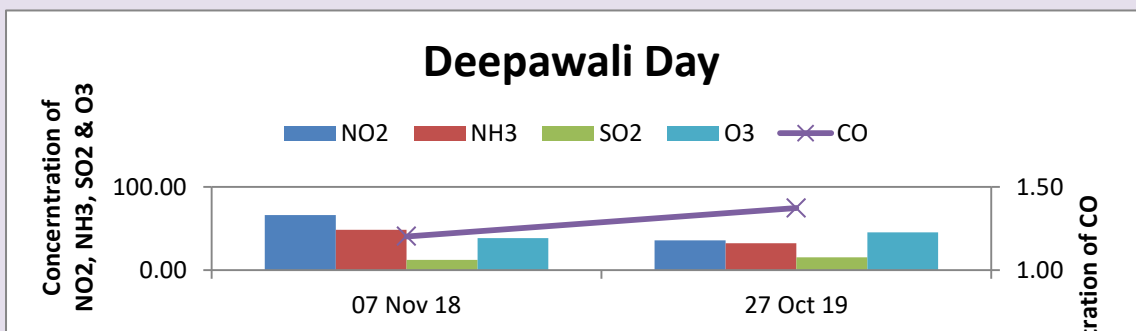 Deepawali Day
Concerntration of
NO2, NH3, SO2 & O3
NO2 NH3 SO2 O3 CO
100.00
0.00
1.50
1.00
07 Nov 18 27 Oct 19
of CO